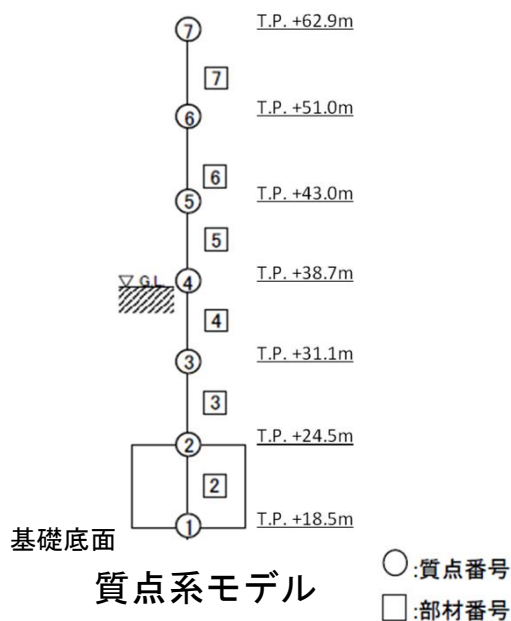 ⑦
T.P. +62.9m
7
⑥
T.P. +51.0m
6
⑤
T.P. +43.0m
5
▽ G.L.
④
T.P. +38.7m
4
③
T.P. +31.1m
3
②
T.P. +24.5m
2
基礎底面
①
T.P. +18.5m
質点系モデル
○:質点番号
□:部材番号